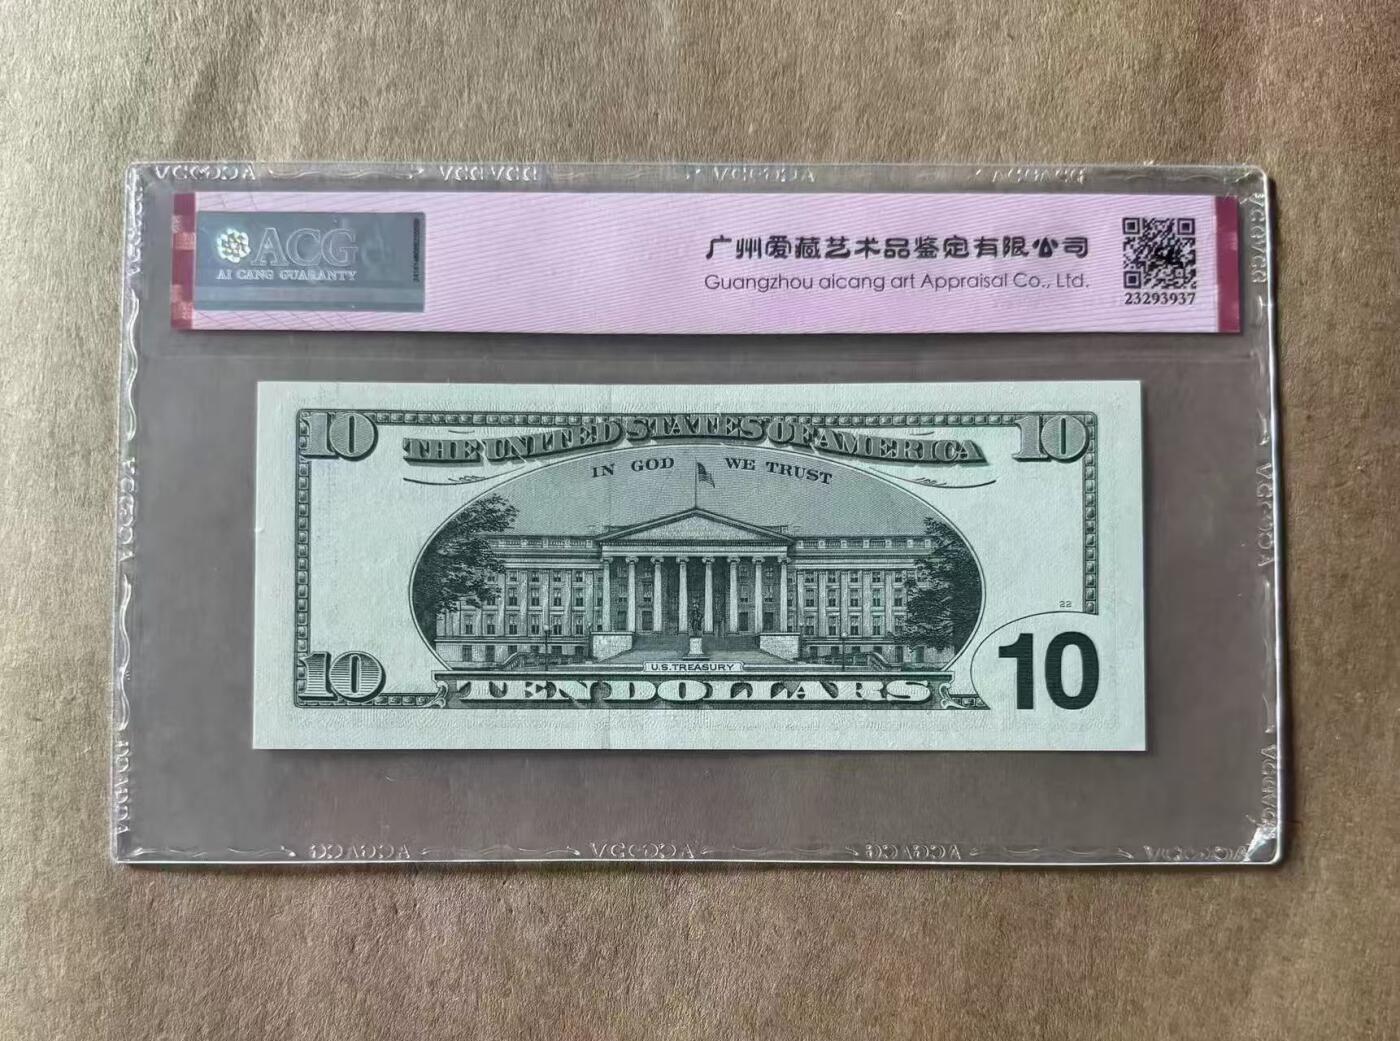 ACG
AI CANG GUARANTY
广州爱藏艺术品鉴定有限公司
Guangzhou aicang art Appraisal Co., Ltd.
23293937
10
THE UNITED STATES OF AMERICA
10
IN GOD WE TRUST
22
10
U.S. TREASURY
TEN DOLLARS
10